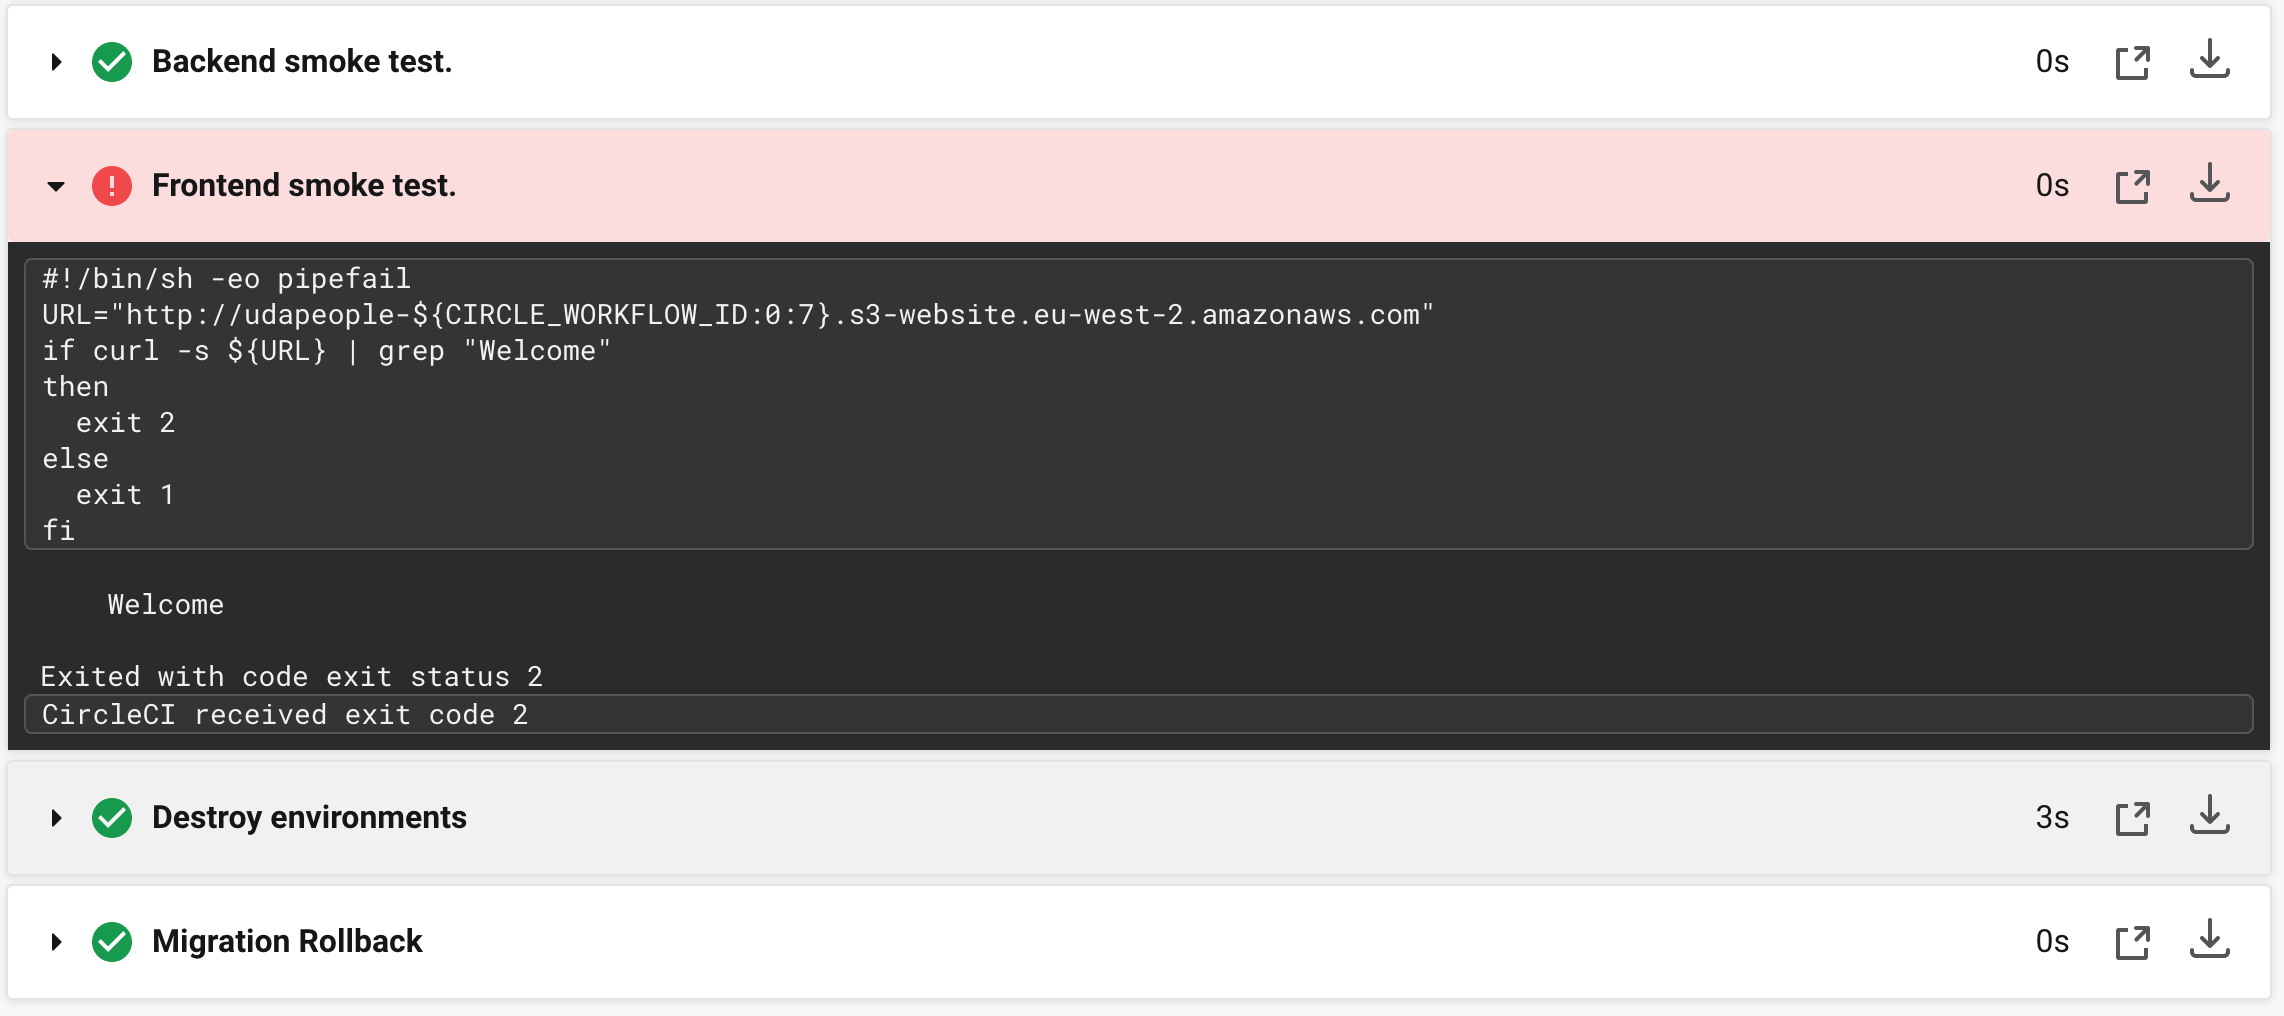 Backend smoke test.
0s
Frontend smoke test.
0s
#!/bin/sh -eo pipefail
URL="http://udapeople-${CIRCLE_WORKFLOW_ID:0:7}.s3-website.eu-west-2.amazonaws.com"
if curl -s ${URL} | grep "Welcome"
then
  exit 2
else
  exit 1
fi
Welcome
Exited with code exit status 2
CircleCI received exit code 2
Destroy environments
3s
Migration Rollback
0s